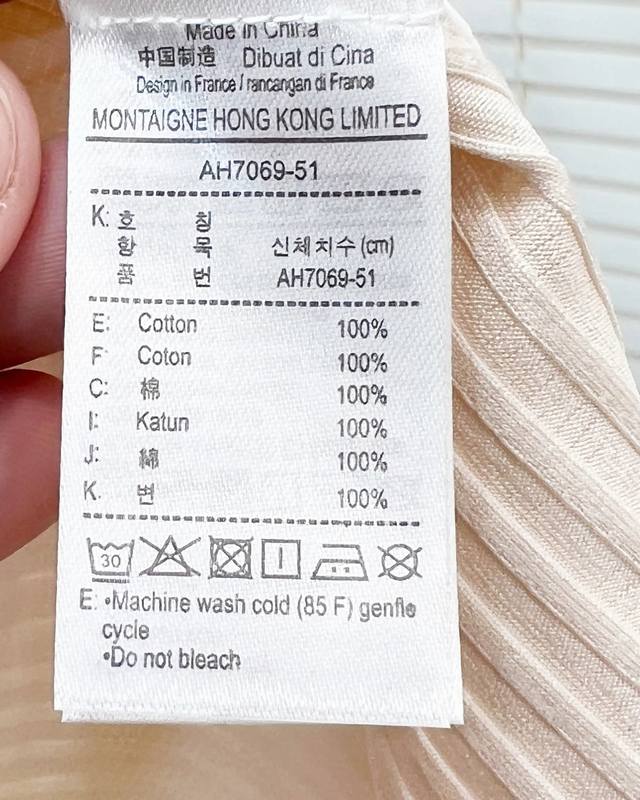 Made in China
中国制造 Dibuat di Cina
Design in France / rancangan di France
MONTAIGNE HONG KONG LIMITED
AH7069-51
K: 호 칭
항 목 신체치수 (cm)
품 번 AH7069-51
E: Cotton 100%
F: Coton 100%
C: 棉 100%
I: Katun 100%
J: 綿 100%
K. 변 100%
30
E: •Machine wash cold (85 F) gentle
cycle
•Do not bleach